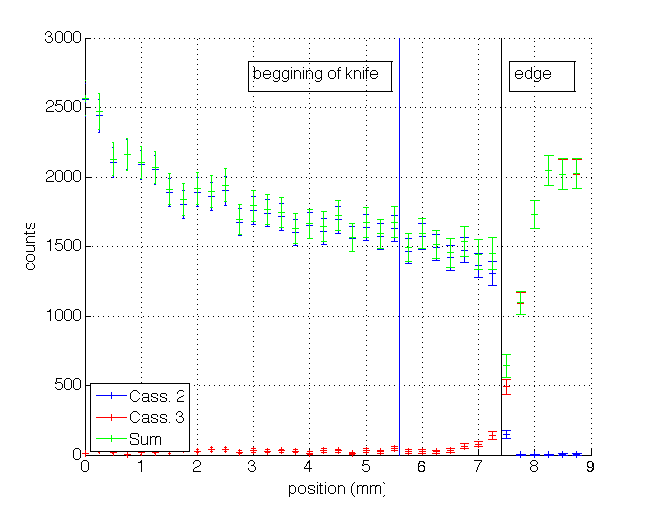 3000
beggining of knife
edge
2500
2000
counts
1500
1000
500
Cass. 2
Cass. 3
Sum
0
0 1 2 3 4 5 6 7 8 9
position (mm)